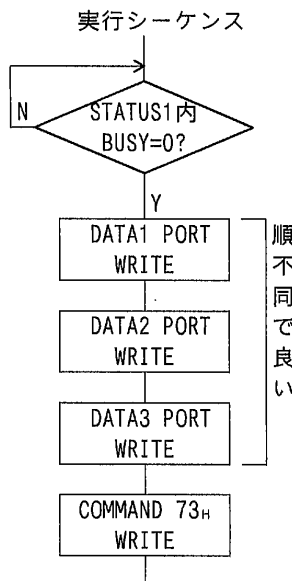 実行シーケンス
STATUS1内
BUSY=0?
N
Y
DATA1 PORT
WRITE
DATA2 PORT
WRITE
DATA3 PORT
WRITE
順不同で良い
COMMAND 73H
WRITE